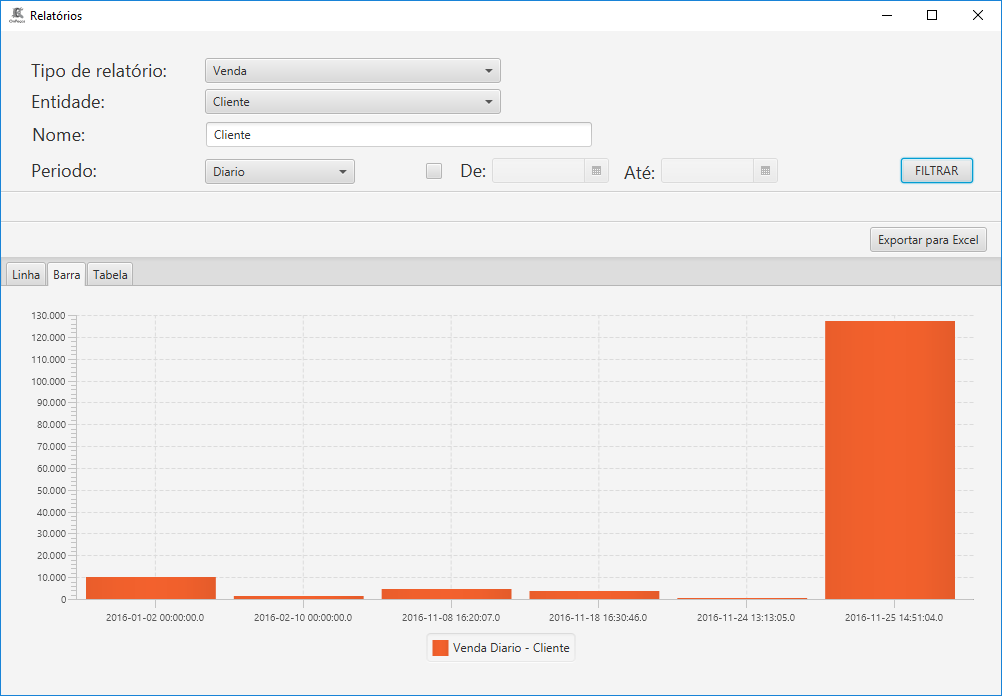 Relatórios
Tipo de relatório: Venda
Entidade: Cliente
Nome: Cliente
Periodo: Diario De: Até: FILTRAR
Exportar para Excel
Linha Barra Tabela
130.000
120.000
110.000
100.000
90.000
80.000
70.000
60.000
50.000
40.000
30.000
20.000
10.000
0
2016-01-02 00:00:00.0 2016-02-10 00:00:00.0 2016-11-08 16:20:07.0 2016-11-18 16:30:46.0 2016-11-24 13:13:05.0 2016-11-25 14:51:04.0
Venda Diario - Cliente